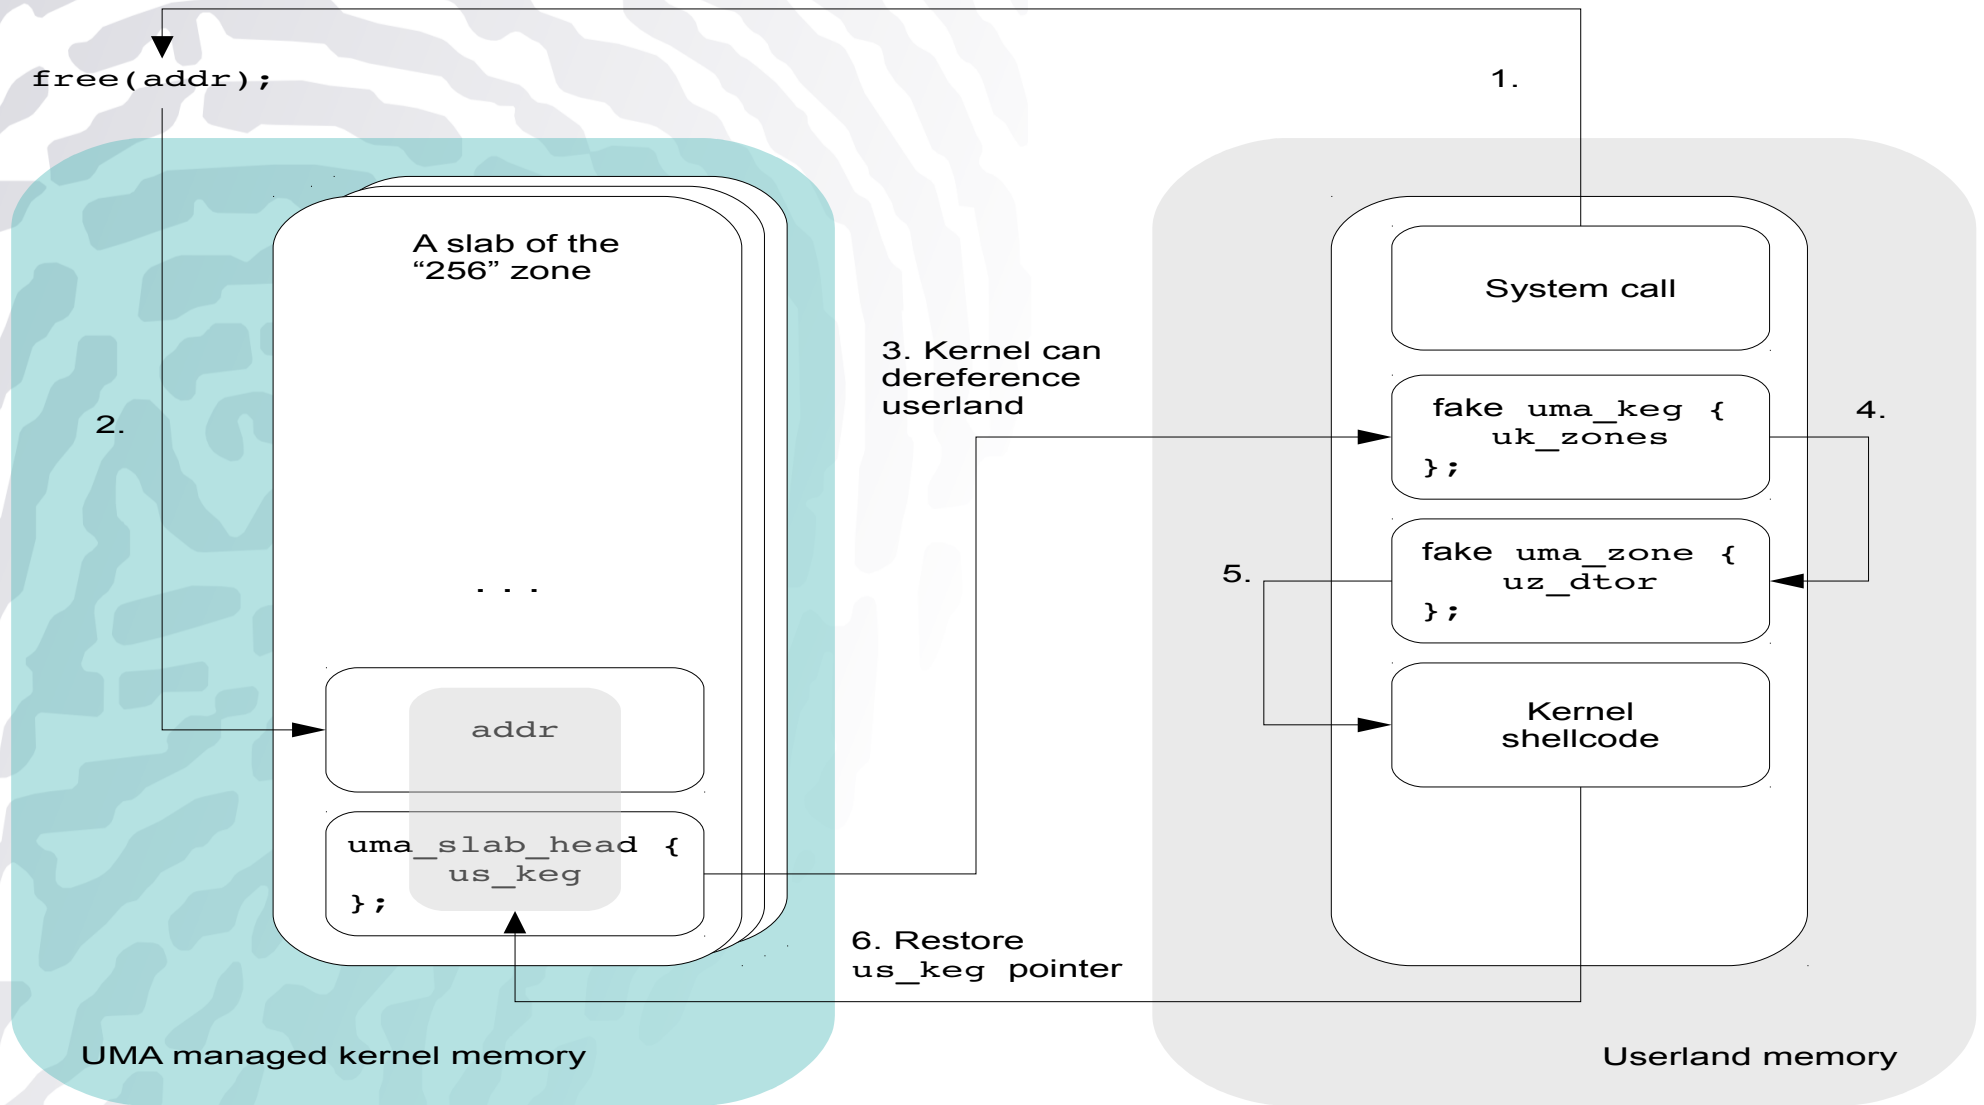 free(addr);
1.
A slab of the
“256” zone
System call
3. Kernel can
dereference
userland
fake uma_keg {
uk_zones
};
4.
2.
fake uma_zone {
uz_dtor
};
5.
. . .
addr
Kernel
shellcode
uma_slab_head {
us_keg
};
6. Restore
us_keg pointer
UMA managed kernel memory
Userland memory